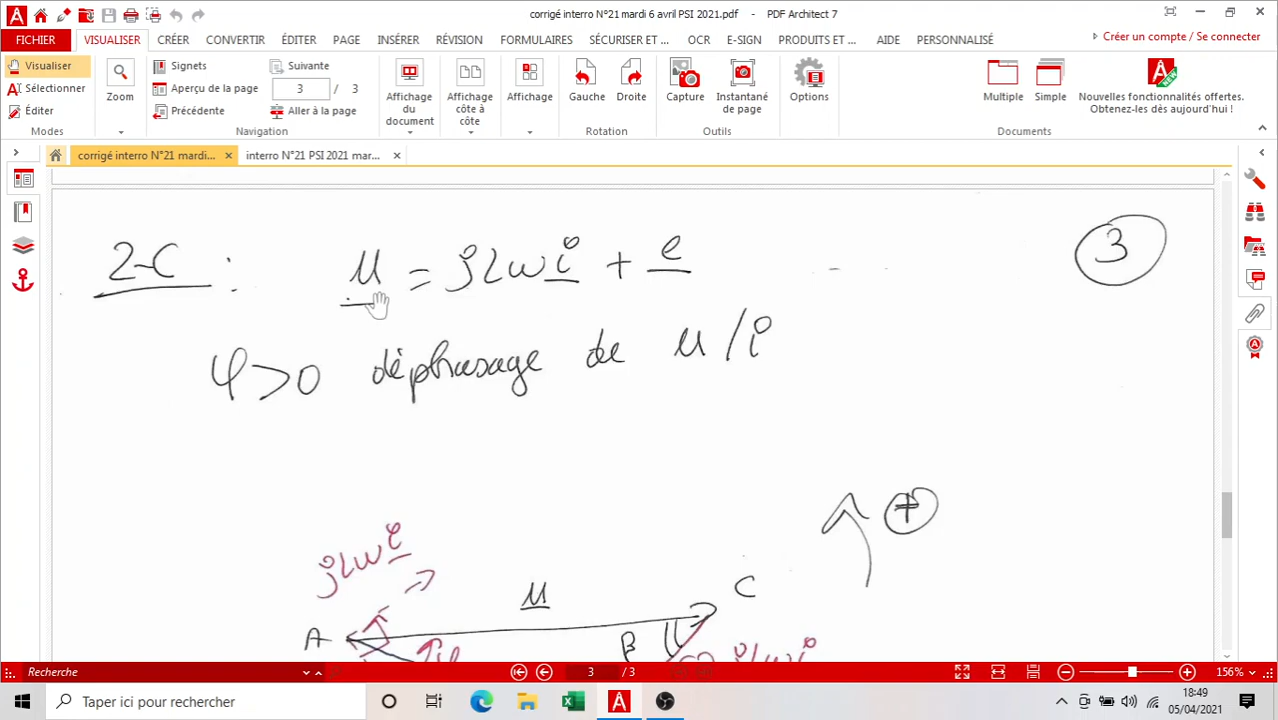 corrigé interro N°21 mardi 6 avril PSI 2021.pdf - PDF Architect 7
FICHIER VISUALISER CRÉER CONVERTIR ÉDITER PAGE INSÉRER RÉVISION FORMULAIRES SÉCURISER ET ... OCR E-SIGN PRODUITS ET ... AIDE PERSONNALISÉ Créer un compte / Se connecter
Visualiser
Sélectionner
Éditer
Modes
Zoom
Signets
Aperçu de la page
Précédente
Suivante
3 / 3
Aller à la page
Navigation
Affichage du document
Affichage côte à côte
Affichage
Gauche
Droite
Rotation
Capture
Instantané de page
Outils
Options
Multiple
Simple
Documents
Nouvelles fonctionnalités offertes.
Obtenez-les dès aujourd'hui !
corrigé interro N°21 mardi... × interro N°21 PSI 2021 mar... ×
2-C : u = jLωi + e
3
φ>0 déphasage de u/i
+
jLωi
u
C
A
B
jLωi
Recherche
3 / 3
156%
Taper ici pour rechercher
18:49
05/04/2021